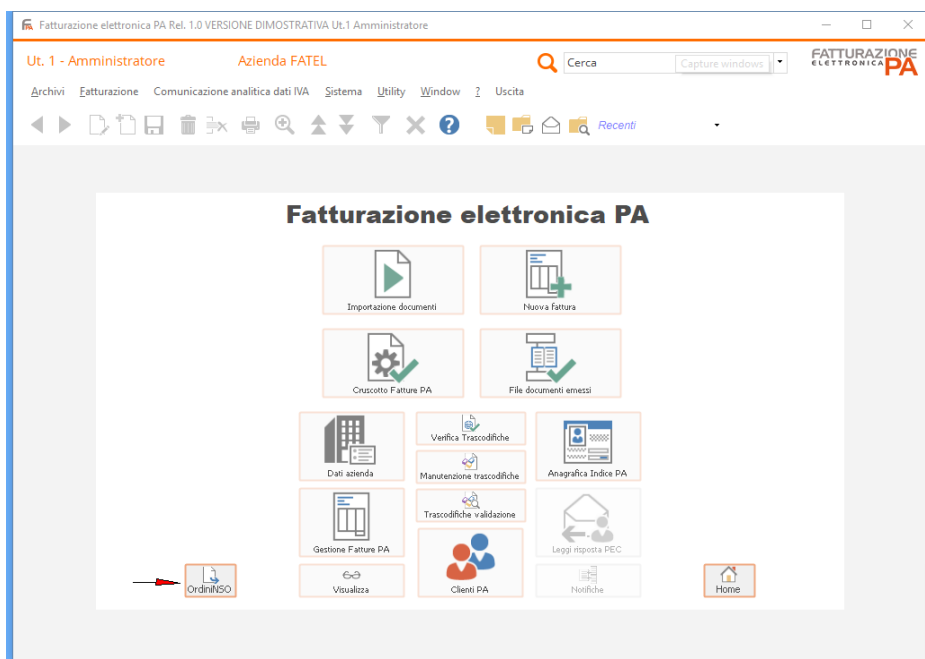 Fatturazione elettronica PA Rel. 1.0 VERSIONE DIMOSTRATIVA Ut.1 Amministratore
Ut. 1 - Amministratore Azienda FATEL Cerca Capture windows
FATTURAZIONE
ELETTRONICA PA
Archivi Fatturazione Comunicazione analitica dati IVA Sistema Utility Window ? Uscita
Recenti
Fatturazione elettronica PA
Importazione documenti Nuova fattura
Cruscotto Fatture PA File documenti emessi
Verifica Trascodifiche
Dati azienda Manutenzione trascodifiche Anagrafica Indice PA
Trascodifiche validazione
Gestione Fatture PA Leggi risposta PEC
OrdiniNSO Visualizza Clienti PA Notifiche Home